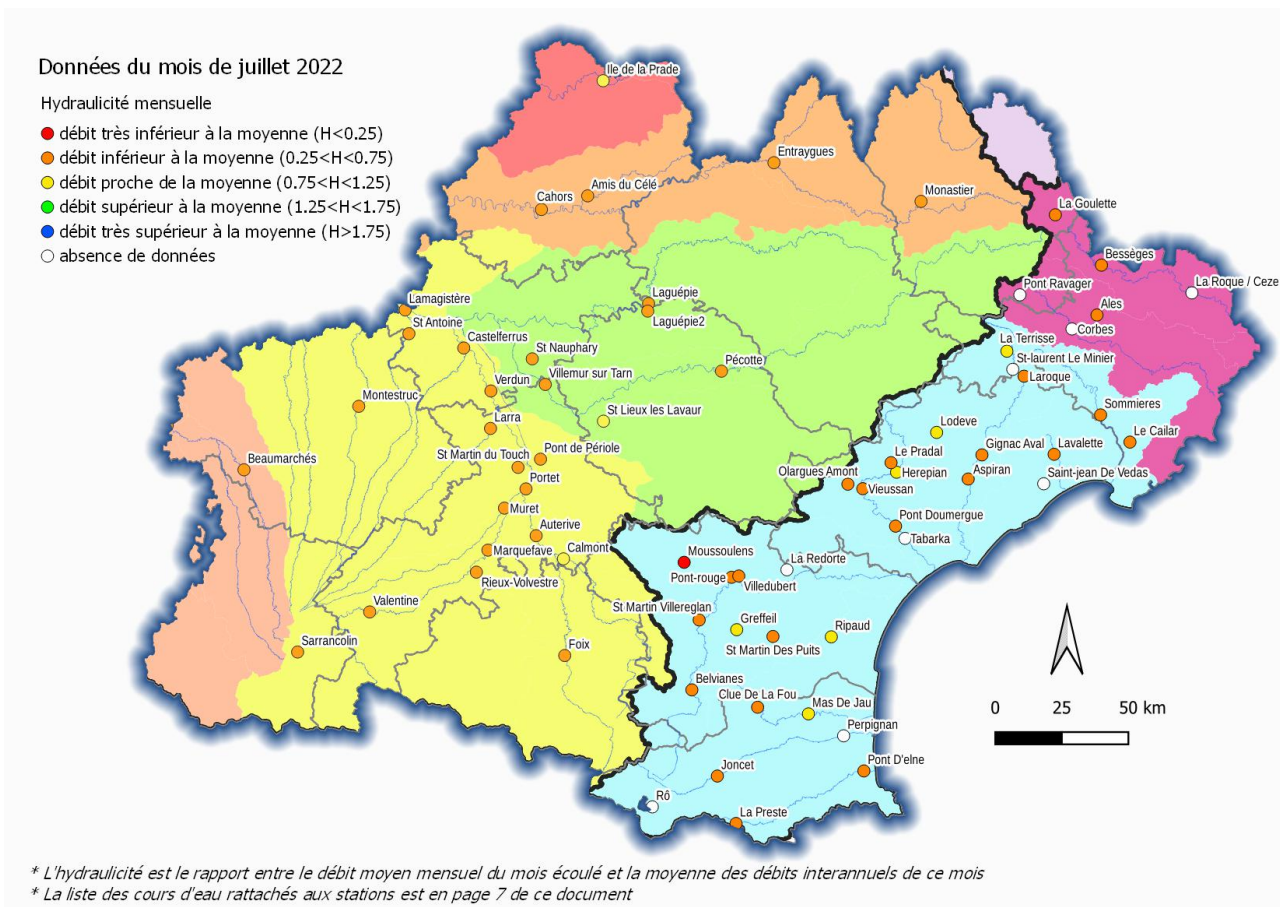 Données du mois de juillet 2022
Hydraulicité mensuelle
débit très inférieur à la moyenne (H<0.25)
débit inférieur à la moyenne (0.25<H<0.75)
débit proche de la moyenne (0.75<H<1.25)
débit supérieur à la moyenne (1.25<H<1.75)
débit très supérieur à la moyenne (H>1.75)
absence de données
Ile de la Prade
Entraygues
Amis du Célé
Cahors
Monastier
La Goulette
Bessèges
La Roque / Ceze
Pont Ravager
Ales
Corbes
Lamagistère
Laguépie
Laguépie2
St Antoine
Castelferrus
St Nauphary
Villemur sur Tarn
Verdun
Pécotte
La Terrisse
St-laurent Le Minier
Laroque
Montestruc
Larra
St Lieux les Lavaur
Sommieres
Lodeve
Le Cailar
Gignac Aval
Lavalette
Pont de Périole
St Martin du Touch
Beaumarchés
Portet
Le Pradal
Herepian
Olargues Amont
Vieussan
Aspiran
Saint-jean De Vedas
Muret
Pont Doumergue
Tabarka
Auterive
Marquefave
Calmont
Moussoulens
La Redorte
Rieux-Volvestre
Pont-rouge
Villedubert
Valentine
St Martin Villereglan
Greffeil
Ripaud
St Martin Des Puits
Sarrancolin
Foix
Belvianes
Clue De La Fou
Mas De Jau
Perpignan
0 25 50 km
Joncet
Pont D'elne
Rô
La Preste
* L'hydraulicité est le rapport entre le débit moyen mensuel du mois écoulé et la moyenne des débits interannuels de ce mois
* La liste des cours d'eau rattachés aux stations est en page 7 de ce document